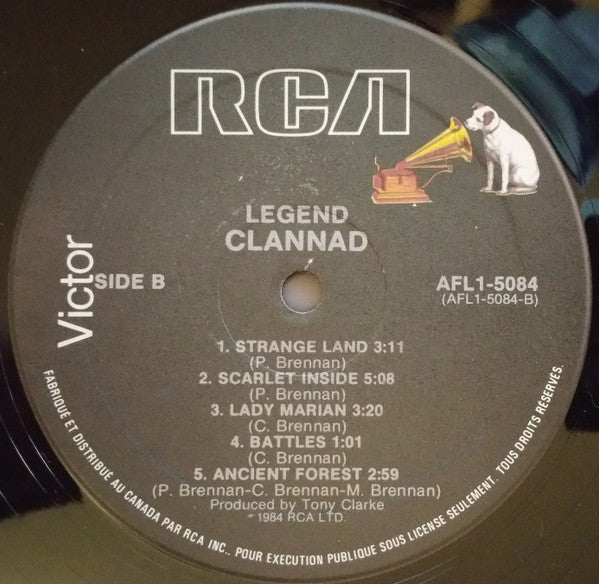 RCA
LEGEND
CLANNAD
Victor
SIDE B
AFL1-5084
(AFL1-5084-B)
1. STRANGE LAND 3:11
(P. Brennan)
2. SCARLET INSIDE 5:08
(P. Brennan)
3. LADY MARIAN 3:20
(C. Brennan)
4. BATTLES 1:01
(C. Brennan)
5. ANCIENT FOREST 2:59
(P. Brennan-C. Brennan-M. Brennan)
Produced by Tony Clarke
℗ 1984 RCA LTD.
FABRIQUÉ ET DISTRIBUÉ AU CANADA PAR RCA INC.. POUR EXECUTION PUBLIQUE SOUS LICENSE SEULEMENT. TOUS DROITS RÉSERVÉS.